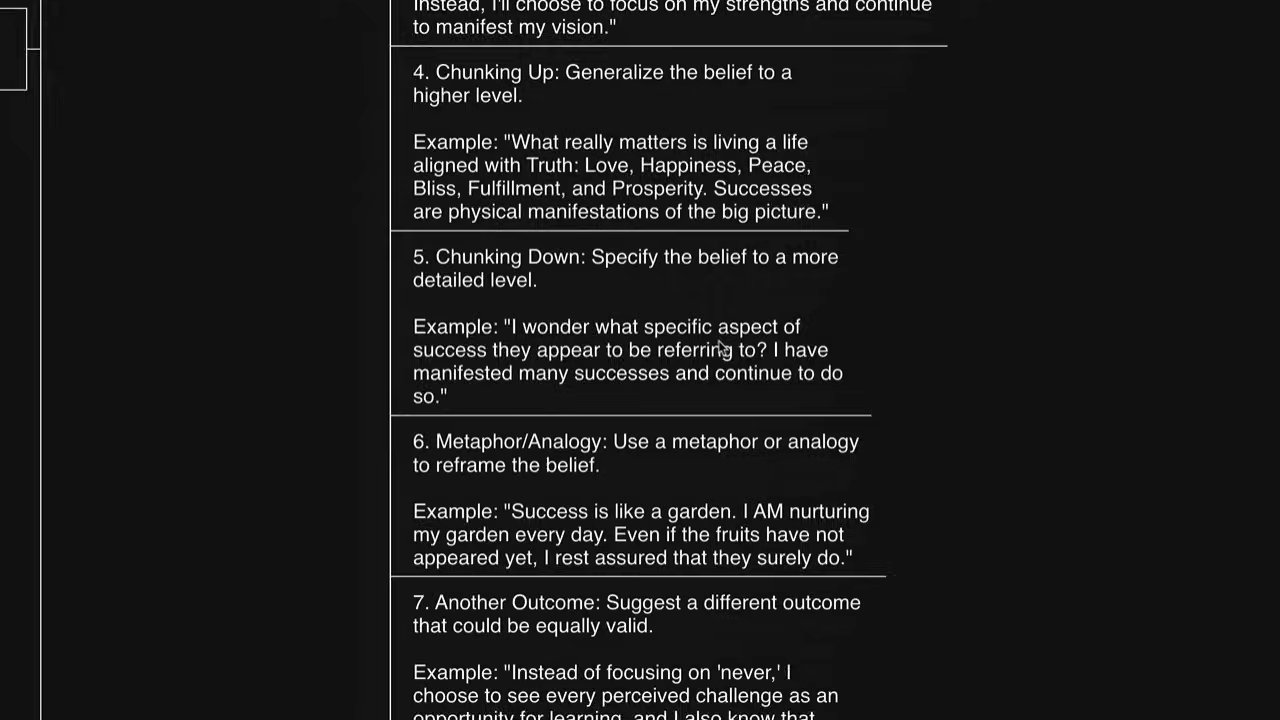 Instead, I'll choose to focus on my strengths and continue
to manifest my vision."
4. Chunking Up: Generalize the belief to a
higher level.
Example: "What really matters is living a life
aligned with Truth: Love, Happiness, Peace,
Bliss, Fulfillment, and Prosperity. Successes
are physical manifestations of the big picture."
5. Chunking Down: Specify the belief to a more
detailed level.
Example: "I wonder what specific aspect of
success they appear to be referring to? I have
manifested many successes and continue to do
so."
6. Metaphor/Analogy: Use a metaphor or analogy
to reframe the belief.
Example: "Success is like a garden. I AM nurturing
my garden every day. Even if the fruits have not
appeared yet, I rest assured that they surely do."
7. Another Outcome: Suggest a different outcome
that could be equally valid.
Example: "Instead of focusing on 'never,' I
choose to see every perceived challenge as an
opportunity for learning, and I also know that